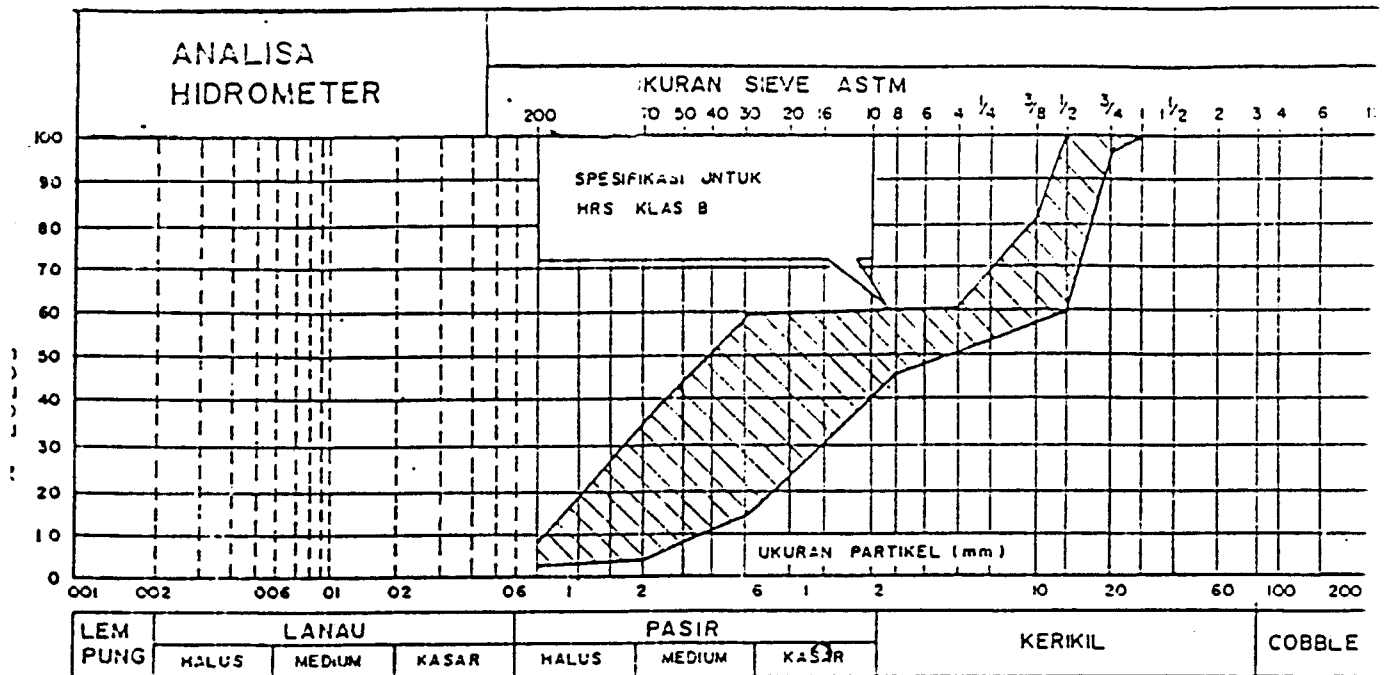 ANALISA
HIDROMETER
IKURAN SIEVE ASTM
200 70 50 40 30 20 16 10 8 6 4 1/4 3/8 1/2 3/4 1 1 1/2 2 3 4 6
SPESIFIKASI UNTUK
HRS KLAS B
100
90
80
70
60
50
40
30
20
10
0
UKURAN PARTIKEL (mm)
001 002 006 01 02 06 1 2 6 1 2 10 20 60 100 200
LEM
PUNG
LANAU
PASIR
KERIKIL
COBBLE
HALUS MEDIUM KASAR HALUS MEDIUM KASAR